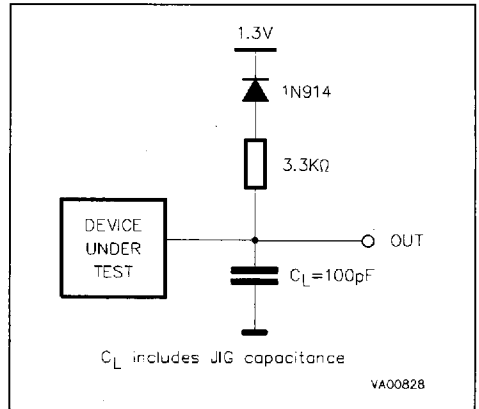 1.3V
1N914
3.3KΩ
DEVICE
UNDER
TEST
OUT
CL=100pF
CL includes JIG capacitance
VA00828